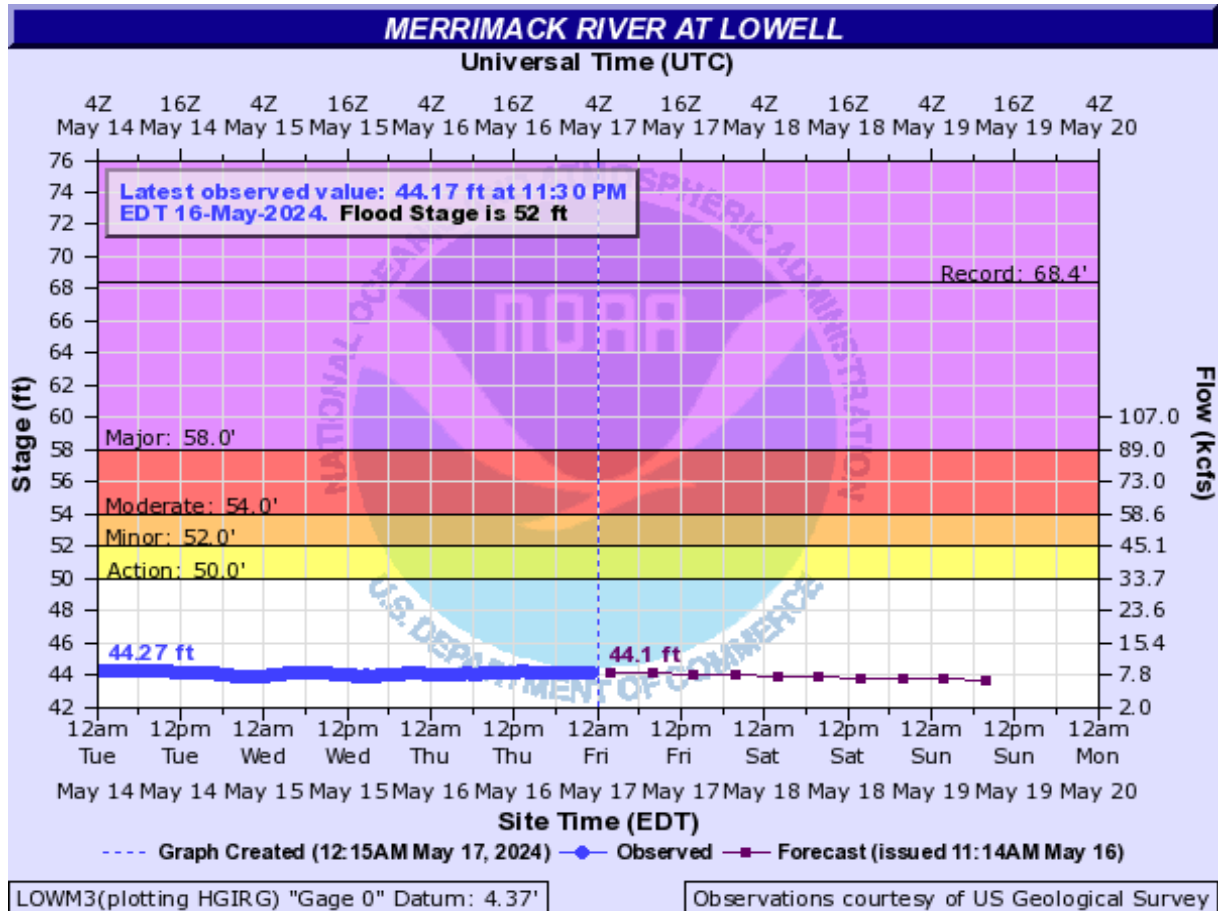 MERRIMACK RIVER AT LOWELL
Universal Time (UTC)
4Z 16Z 4Z 16Z 4Z 16Z 4Z 16Z 4Z 16Z 4Z 16Z 4Z
May 14 May 14 May 15 May 15 May 16 May 16 May 17 May 17 May 18 May 18 May 19 May 19 May 20
Latest observed value: 44.17 ft at 11:30 PM
EDT 16-May-2024. Flood Stage is 52 ft
NATIONAL OCEANIC AND ATMOSPHERIC ADMINISTRATION
NOAA
U.S. DEPARTMENT OF COMMERCE
Stage (ft)
76
74
72
70
68
66
64
62
60
58
56
54
52
50
48
46
44
42
Record: 68.4'
Major: 58.0'
Moderate: 54.0'
Minor: 52.0'
Action: 50.0'
44.27 ft
44.1 ft
Flow (kcfs)
107.0
89.0
73.0
58.6
45.1
33.7
23.6
15.4
7.8
2.0
12am 12pm 12am 12pm 12am 12pm 12am 12pm 12am 12pm 12am 12pm 12am
Tue Tue Wed Wed Thu Thu Fri Fri Sat Sat Sun Sun Mon
May 14 May 14 May 15 May 15 May 16 May 16 May 17 May 17 May 18 May 18 May 19 May 19 May 20
Site Time (EDT)
Graph Created (12:15AM May 17, 2024) Observed Forecast (issued 11:14AM May 16)
LOWM3(plotting HGIRG) "Gage 0" Datum: 4.37'
Observations courtesy of US Geological Survey